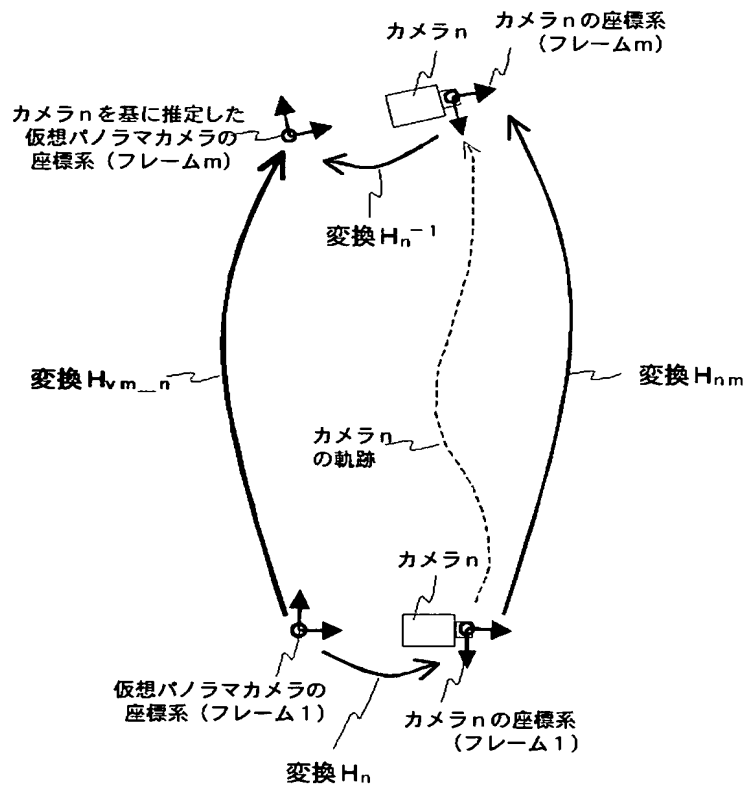 カメラn
カメラnの座標系
(フレームm)
カメラnを基に推定した
仮想パノラマカメラの
座標系(フレームm)
変換Hn⁻¹
変換Hvm_n
変換Hnm
カメラn
の軌跡
カメラn
仮想パノラマカメラの
座標系(フレーム1)
カメラnの座標系
(フレーム1)
変換Hn